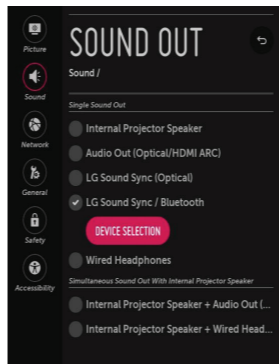 SOUND OUT
Picture
Sound /
Sound
Single Sound Out
Internal Projector Speaker
Network
Audio Out (Optical/HDMI ARC)
LG Sound Sync (Optical)
General
LG Sound Sync / Bluetooth
DEVICE SELECTION
Safety
Wired Headphones
Simultaneous Sound Out With Internal Projector Speaker
Accessibility
Internal Projector Speaker + Audio Out (...
Internal Projector Speaker + Wired Head...